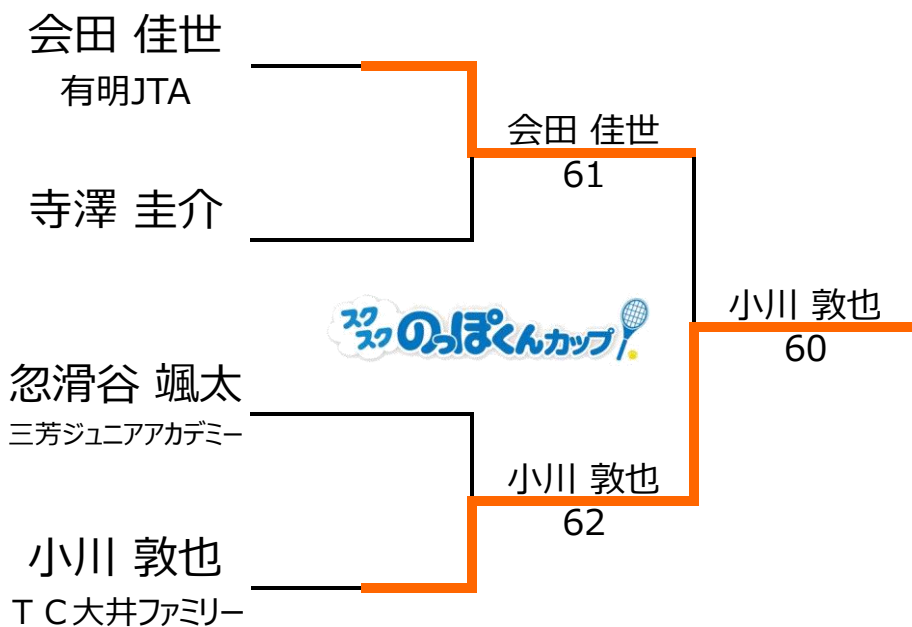 会田 佳世
有明JTA
会田 佳世
61
寺澤 圭介
スクスクのっぽくんカップ
小川 敦也
60
忽滑谷 颯太
三芳ジュニアアカデミー
小川 敦也
62
小川 敦也
ＴＣ大井ファミリー